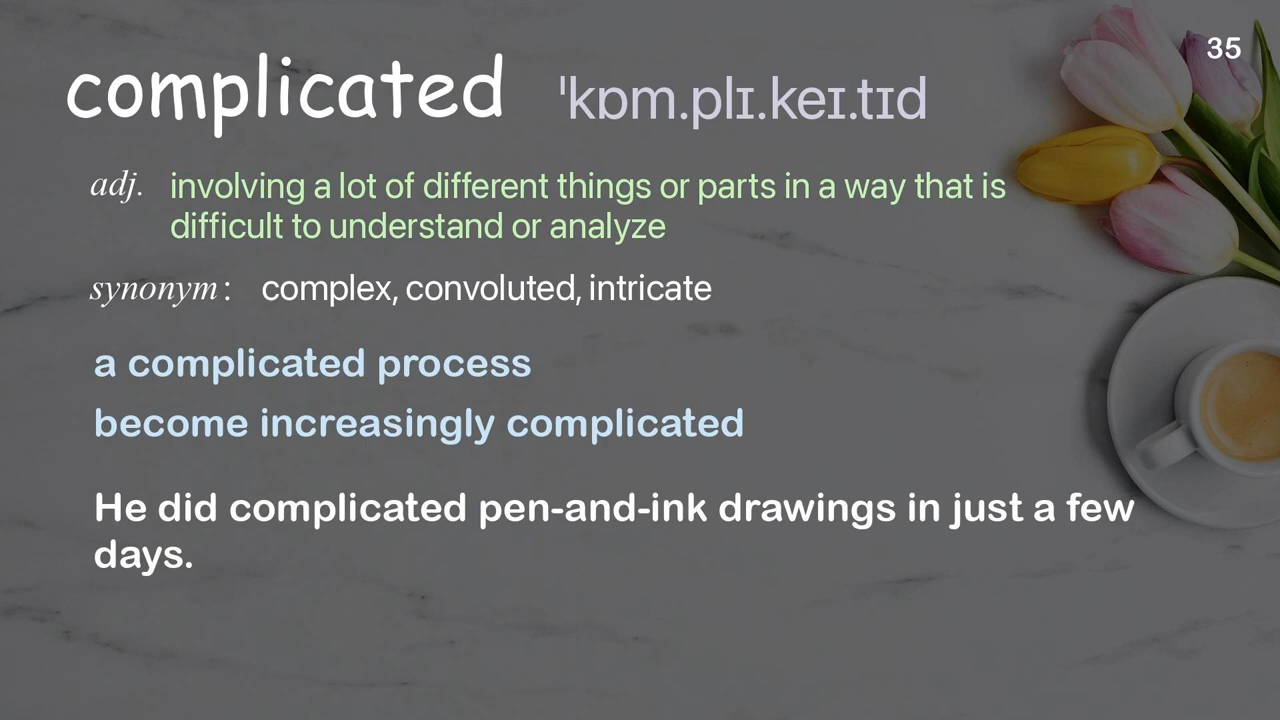 35
complicated ˈkɒm.plɪ.keɪ.tɪd
adj. involving a lot of different things or parts in a way that is
difficult to understand or analyze
synonym: complex, convoluted, intricate
a complicated process
become increasingly complicated
He did complicated pen-and-ink drawings in just a few
days.